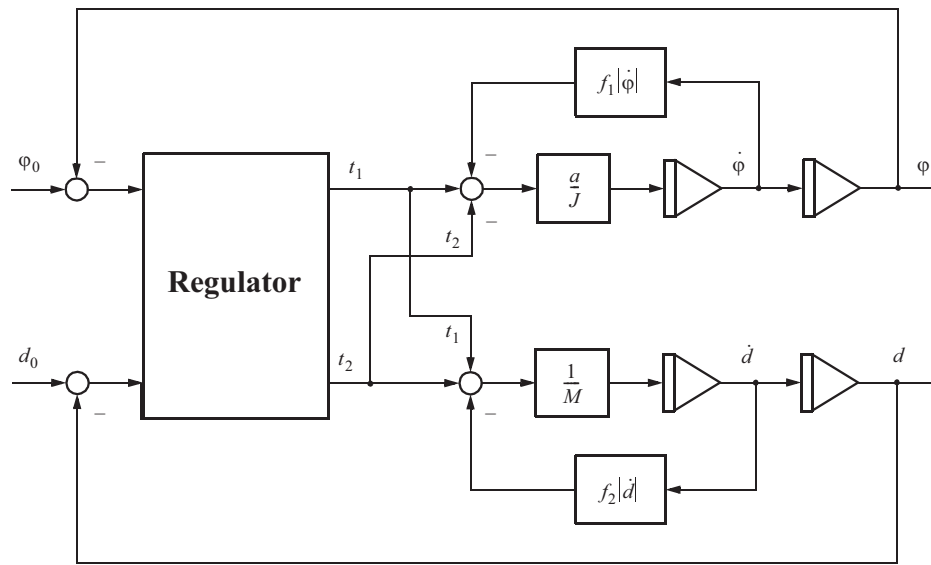 f₁|φ̇|
φ₀
–
t₁
–
a
J
φ̇
φ
–
t₂
Regulator
t₁
d₀
t₂
1
M
ḋ
d
–
–
f₂|ḋ|